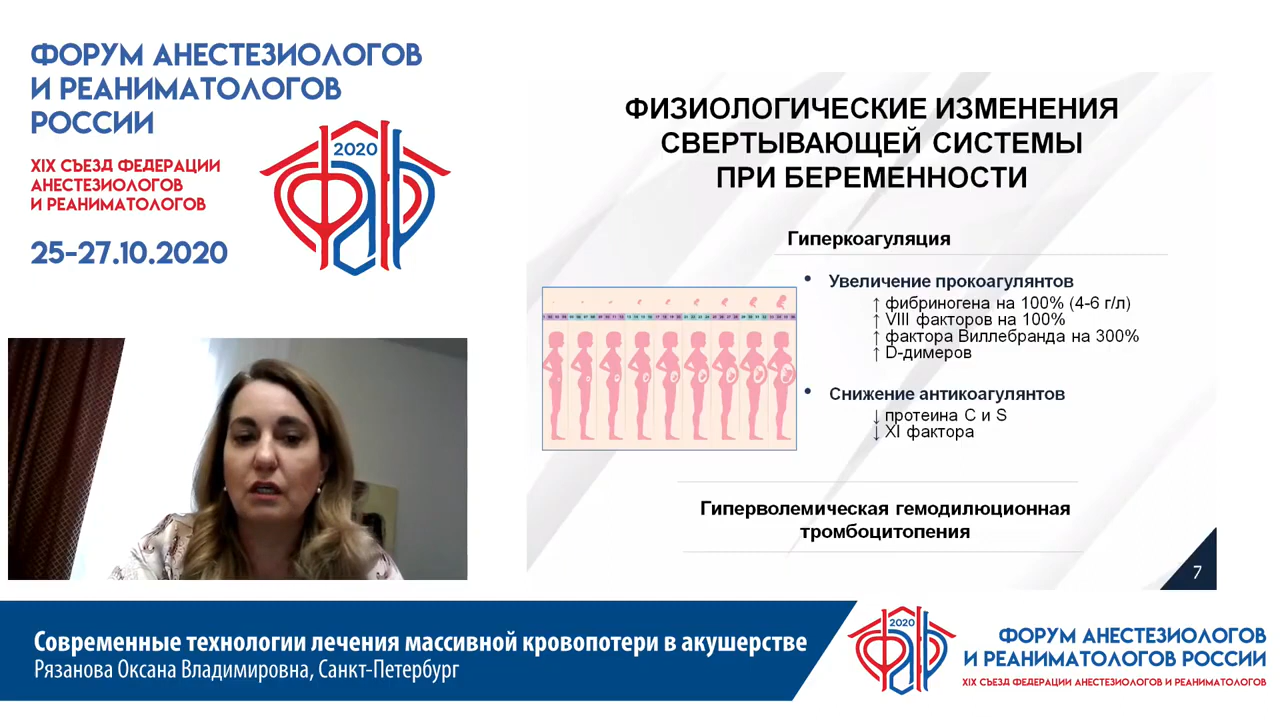 ФОРУМ АНЕСТЕЗИОЛОГОВ
И РЕАНИМАТОЛОГОВ
РОССИИ
XIX СЪЕЗД ФЕДЕРАЦИИ
АНЕСТЕЗИОЛОГОВ
И РЕАНИМАТОЛОГОВ
25-27.10.2020
2020
ФИЗИОЛОГИЧЕСКИЕ ИЗМЕНЕНИЯ
СВЕРТЫВАЮЩЕЙ СИСТЕМЫ
ПРИ БЕРЕМЕННОСТИ
Гиперкоагуляция
• Увеличение прокоагулянтов
↑ фибриногена на 100% (4-6 г/л)
↑ VIII факторов на 100%
↑ фактора Виллебранда на 300%
↑ D-димеров
• Снижение антикоагулянтов
↓ протеина С и S
↓ XI фактора
Гиперволемическая гемодилюционная
тромбоцитопения
7
Современные технологии лечения массивной кровопотери в акушерстве
Рязанова Оксана Владимировна, Санкт-Петербург
2020
ФОРУМ АНЕСТЕЗИОЛОГОВ
И РЕАНИМАТОЛОГОВ РОССИИ
XIX СЪЕЗД ФЕДЕРАЦИИ АНЕСТЕЗИОЛОГОВ И РЕАНИМАТОЛОГОВ